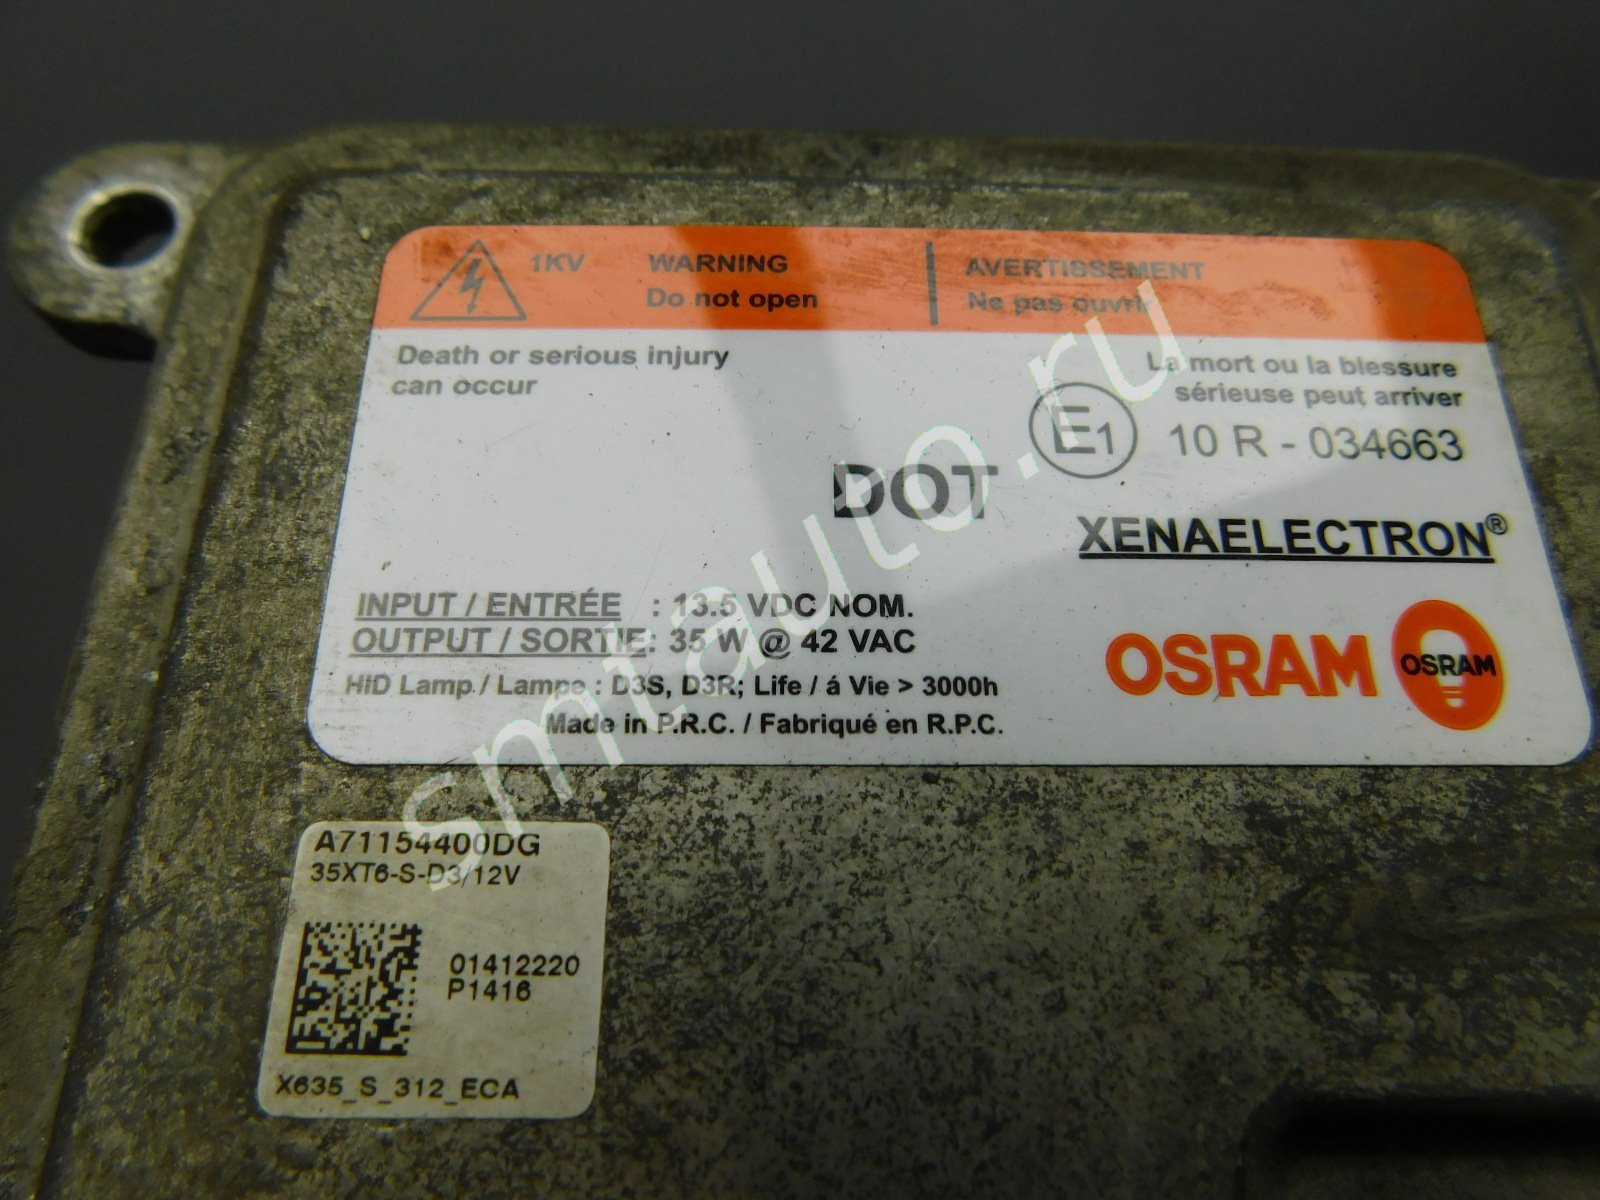 1KV WARNING AVERTISSEMENT
Do not open Ne pas ouvrir
Death or serious injury
can occur
La mort ou la blessure
sérieuse peut arriver
E1 10 R - 034663
DOT
XENAELECTRON®
INPUT / ENTRÉE : 13.5 VDC NOM.
OUTPUT / SORTIE: 35 W @ 42 VAC
HID Lamp / Lampe : D3S, D3R; Life / á Vie > 3000h
Made in P.R.C. / Fabriqué en R.P.C.
OSRAM OSRAM
smtauto.ru
A71154400DG
35XT6-S-D3/12V
01412220
P1416
X635_S_312_ECA